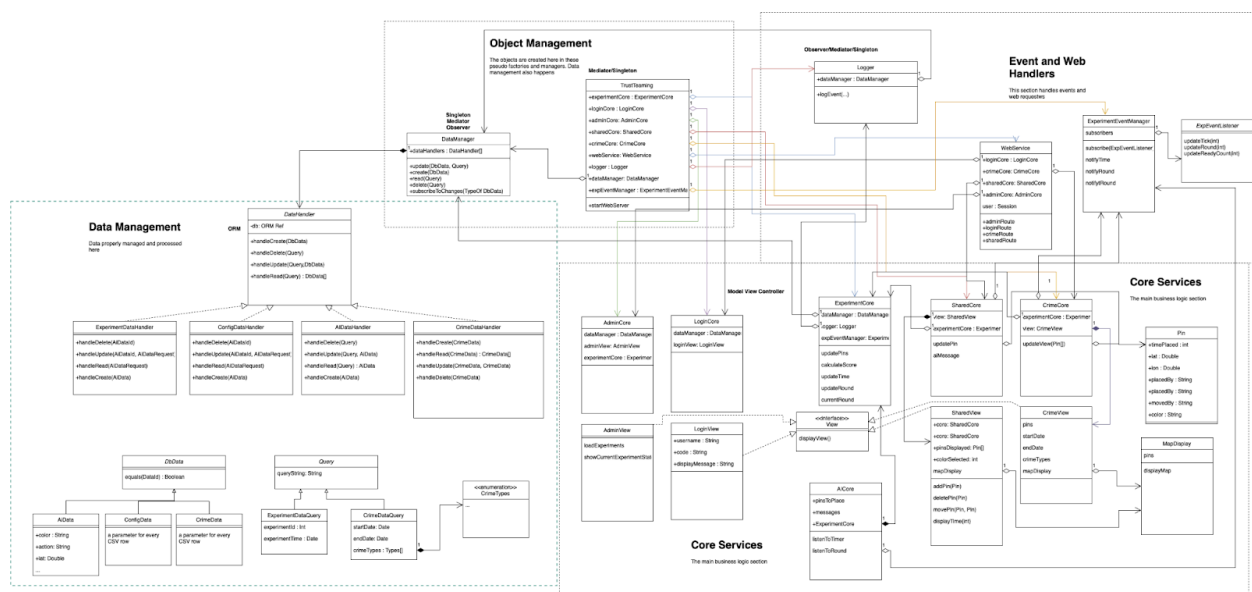 Object Management
The objects are created here in these
pseudo factories and managers. Data
management also happens
Mediator/Singleton
TrustTeaming
+experimentCore : ExperimentCore
+loginCore : LoginCore
+adminCore: AdminCore
+sharedCore: SharedCore
+crimeCore: CrimeCore
+webService: WebService
+logger : Logger
+dataManager: DataManager
+expEventManager : ExperimentEventMa
+startWebServer
Observer/Mediator/Singleton
Logger
+dataManager : DataManager
+logEvent(...)
Event and Web
Handlers
This section handles events and
web requestes
ExperimentEventManager
subscribers
subscribe(ExpEventListener
notifyTime
notifyRound
notifyRound
ExpEventListener
updateTick(int)
updateRound(int)
updateReadyCount(int)
Singleton
Mediator
Observer
DataManager
+dataHandlers : DataHandler[]
+update(DbData, Query)
+create(DbData)
+read(Query)
+delete(Query)
+subscribeToChanges(TypeOf DbData)
WebService
+loginCore : LoginCore
+crimeCore: CrimeCore
+sharedCore: SharedCore
+adminCore: AdminCore
user : Session
+adminRoute
+loginRoute
+crimeRoute
+sharedRoute
Data Management
Data properly managed and processed
here
ORM
DataHandler
-db: ORM Ref
+handleCreate(DbData)
+handleDelete(Query)
+handleUpdate(Query,DbData)
+handleRead(Query) : DbData[]
ExperimentDataHandler
+handleDelete(AIDataId)
+handleUpdate(AIDataId, AIDataRequest
+handleRead(AIDataRequest)
+handleCreate(AIData)
ConfigDataHandler
+handleDelete(AIDataId)
+handleUpdate(AIDataId, AIDataRequest
+handleRead(AIDataRequest)
+handleCreate(AIData)
AIDataHandler
+handleDelete(Query)
+handleUpdate(Query, AIData)
+handleRead(Query) : AIData
+handleCreate(AIData)
CrimeDataHandler
+handleCreate(CrimeData)
+handleRead(CrimeData) : CrimeData[]
+handleUpdate(CrimeData, CrimeData)
+handleDelete(CrimeData)
Model View Controller
Core Services
The main business logic section
AdminCore
dataManager : DataManage
adminView: AdminView
experimentCore : Experimer
LoginCore
dataManager : DataManage
loginView: LoginView
ExperimentCore
dataManager : DataManage
logger: Logger
expEventManager: Experime
updatePins
calculateScore
updateTime
updateRound
currentRound
SharedCore
view: SharedView
experimentCore : Experimer
updatePin
aiMessage
CrimeCore
experimentCore : Experimer
view: CrimeView
updateView(Pin[])
Pin
+timePlaced : int
+lat : Double
+lon : Double
+placedBy : String
+placedBy : String
+movedBy : String
+color : String
AdminView
loadExperiments
LoginView
+username : String
+code : String
+displayMessage : String
<<Interface>>
View
displayView()
SharedView
+core: SharedCore
+core: SharedCore
+pinsDisplayed: Pin[]
+colorSelected: int
mapDisplay
addPin(Pin)
deletePin(Pin)
movePin(Pin, Pin)
displayTime(int)
CrimeView
pins
startDate
endDate
crimeTypes
mapDisplay
MapDisplay
pins
displayMap
AICore
+pinsToPlace
+messages
+ExperimentCore
listenToTimer
listenToRound
Core Services
The main business logic section
DbData
+equals(DataId) : Boolean
AIData
+color : String
+action: String
+lat: Double
...
ConfigData
a parameter for every
CSV row
CrimeData
a parameter for every
CSV row
Query
queryString: String
ExperimentDataQuery
experimentId : Int
experimentTime : Date
CrimeDataQuery
startDate: Date
endDate: Date
crimeTypes : Types[]
<<enumeration>>
CrimeTypes
...